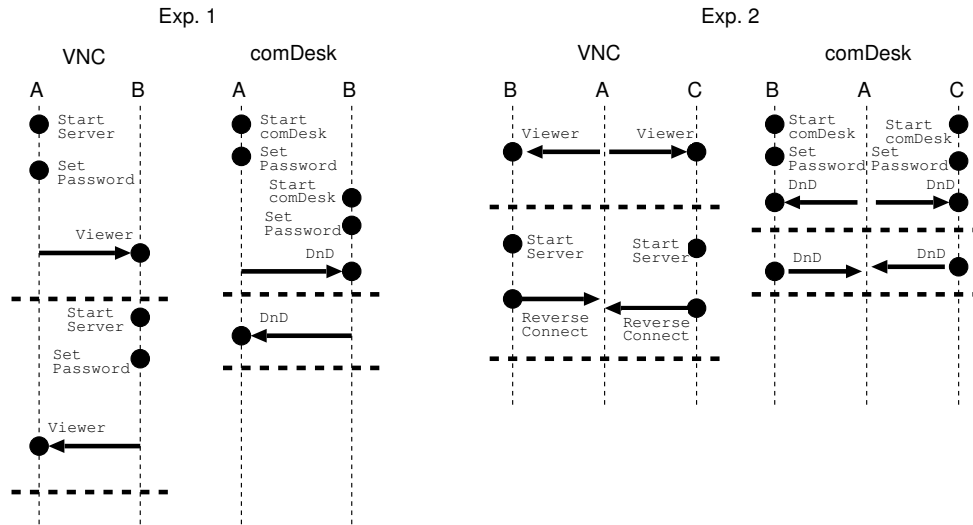 Exp. 1
VNC
A
B
Start
Server
Set
Password
Viewer
Start
Server
Set
Password
Viewer
comDesk
A
B
Start
comDesk
Set
Password
Start
comDesk
Set
Password
DnD
DnD
Exp. 2
VNC
B
A
C
Viewer
Viewer
Start
Server
Start
Server
Reverse
Connect
Reverse
Connect
comDesk
B
A
C
Start
comDesk
Start
comDesk
Set
Password
Set
Password
DnD
DnD
DnD
DnD